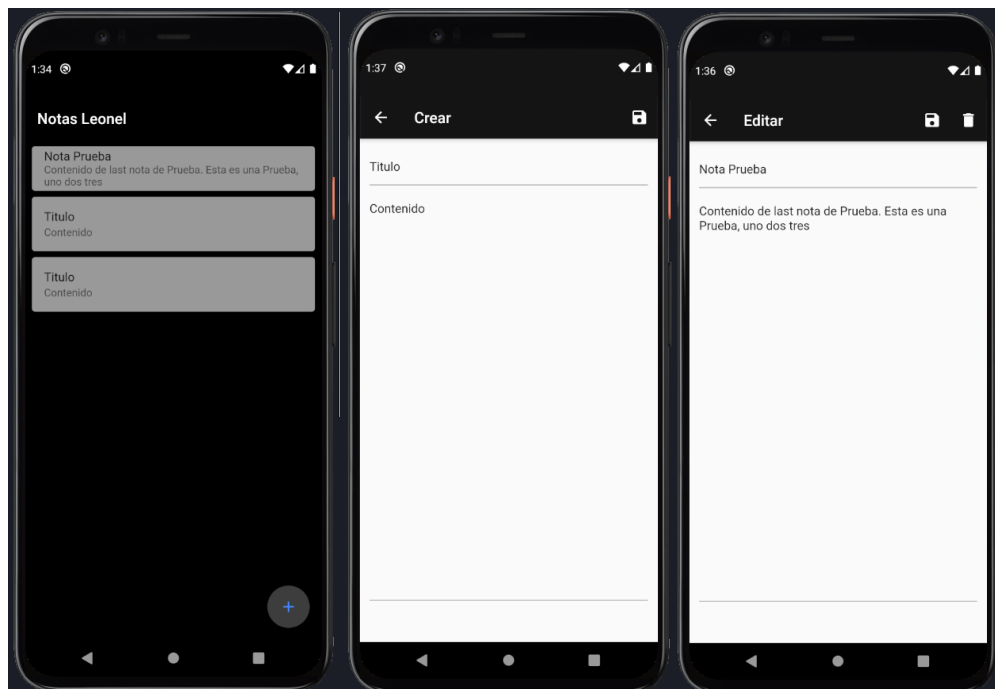 1:34
Notas Leonel
Nota Prueba
Contenido de last nota de Prueba. Esta es una Prueba,
uno dos tres
Titulo
Contenido
Titulo
Contenido
1:37
Crear
Titulo
Contenido
1:36
Editar
Nota Prueba
Contenido de last nota de Prueba. Esta es una
Prueba, uno dos tres